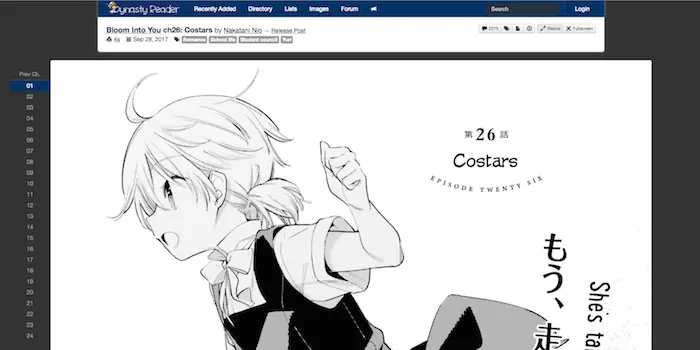 Dynasty Reader
Recently Added Directory Lists Images Forum
Search
Login
Bloom Into You ch26: Costars by Nakatani Nio — Release Post
4s Sep 28, 2017 Romance School life Student council Yuri
Resize Fullscreen
Prev Ch.
01
02
03
04
05
06
07
08
09
10
11
12
13
14
15
16
17
18
19
20
21
22
23
24
第26話
Costars
EPISODE TWENTY SIX
もう、走
She's ta